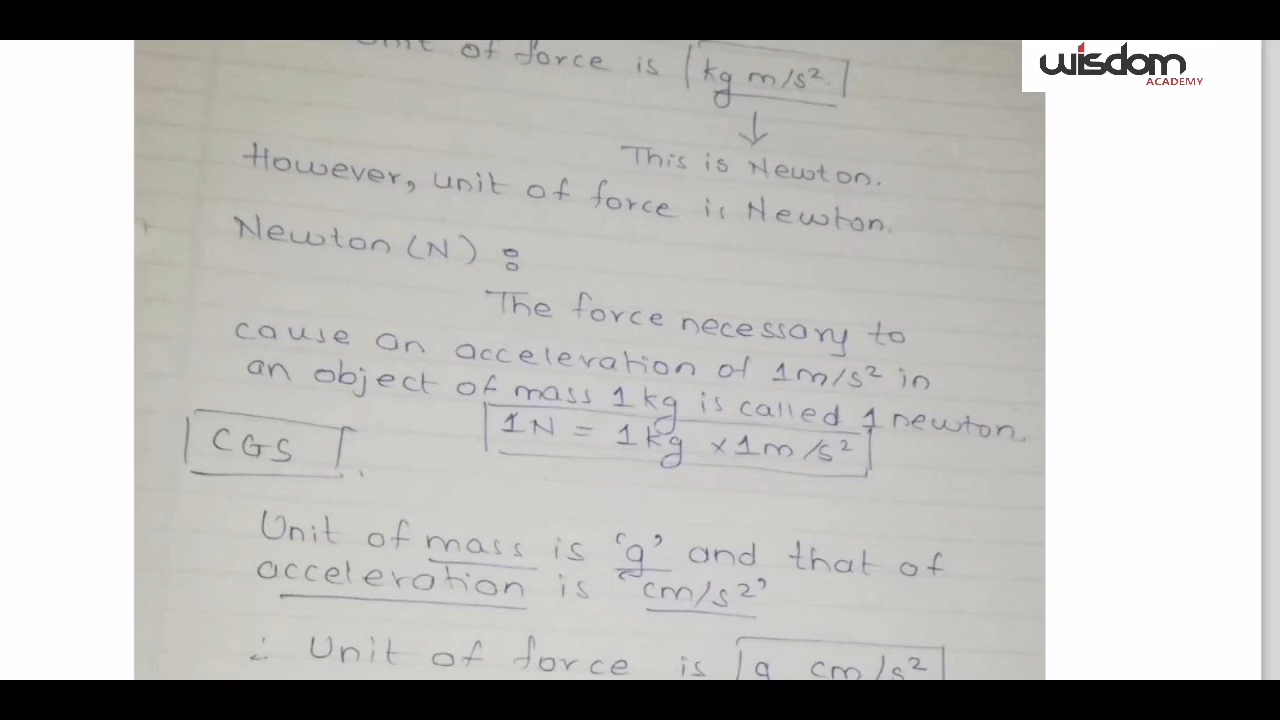 wisdom
ACADEMY
Unit of force is kg m/s².
↓
This is Newton.
However, unit of force is Newton.
Newton (N) :
The force necessary to
cause an acceleration of 1m/s² in
an object of mass 1kg is called 1 newton.
1N = 1kg × 1m/s²
CGS
Unit of mass is 'g' and that of
acceleration is 'cm/s²'
∴ Unit of force is g cm/s²